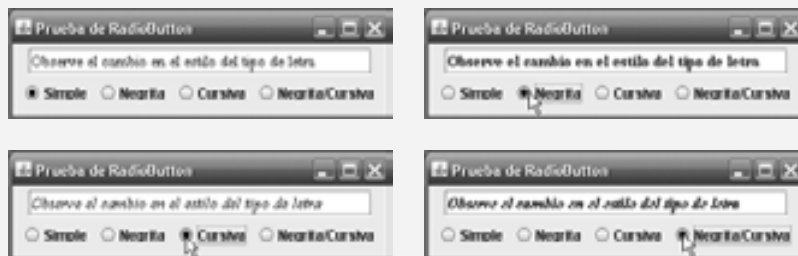 Prueba de RadioButton
Observe el cambio en el estilo del tipo de letra
Simple Negrita Cursiva Negrita/Cursiva
Prueba de RadioButton
Observe el cambio en el estilo del tipo de letra
Simple Negrita Cursiva Negrita/Cursiva
Prueba de RadioButton
Observe el cambio en el estilo del tipo de letra
Simple Negrita Cursiva Negrita/Cursiva
Prueba de RadioButton
Observe el cambio en el estilo del tipo de letra
Simple Negrita Cursiva Negrita/Cursiva